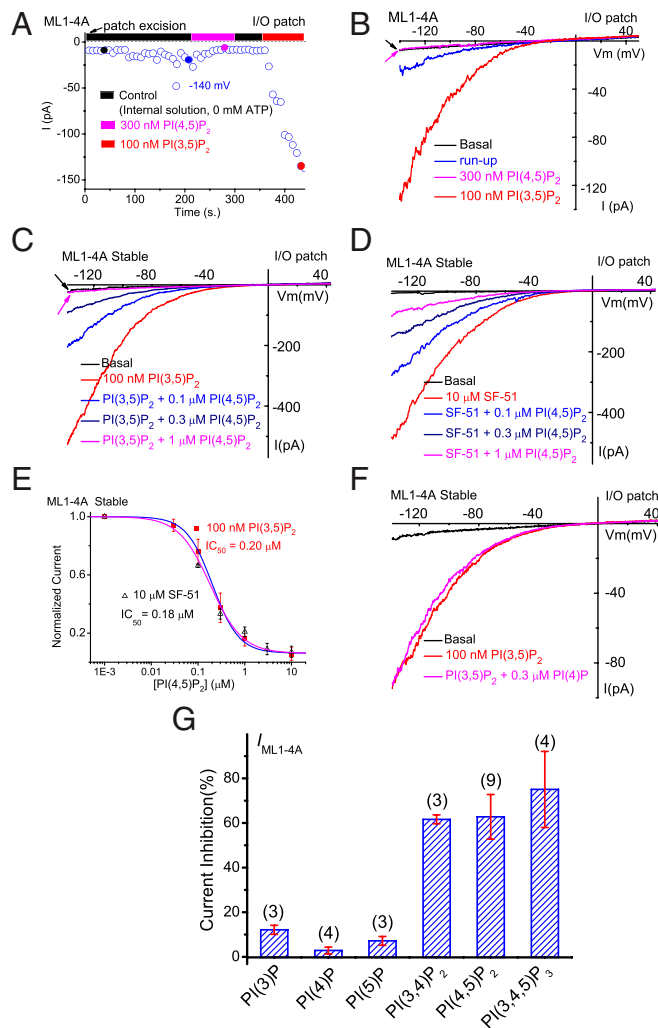 A
ML1-4A
patch excision
I/O patch
0
-50
-100
-150
I (pA)
-140 mV
Control
(Internal solution, 0 mM ATP)
300 nM PI(4,5)P2
100 nM PI(3,5)P2
0 100 200 300 400
Time (s.)
B
ML1-4A
I/O patch
-120 -80 -40 40
Vm (mV)
-40
-80
-120
I (pA)
Basal
run-up
300 nM PI(4,5)P2
100 nM PI(3,5)P2
C
ML1-4A Stable
I/O patch
-120 -80 -40 40
Vm(mV)
-200
-400
I(pA)
Basal
100 nM PI(3,5)P2
PI(3,5)P2 + 0.1 μM PI(4,5)P2
PI(3,5)P2 + 0.3 μM PI(4,5)P2
PI(3,5)P2 + 1 μM PI(4,5)P2
D
ML1-4A Stable
I/O patch
-120 -80 -40 40
Vm(mV)
-200
-400
I(pA)
Basal
10 μM SF-51
SF-51 + 0.1 μM PI(4,5)P2
SF-51 + 0.3 μM PI(4,5)P2
SF-51 + 1 μM PI(4,5)P2
E
ML1-4A Stable
1.0
0.6
0.2
Normalized Current
100 nM PI(3,5)P2
IC50 = 0.20 μM
10 μM SF-51
IC50 = 0.18 μM
1E-3 0.01 0.1 1 10
[PI(4,5)P2] (μM)
F
ML1-4A Stable
I/O patch
-120 -80 -40 40
Vm(mV)
-40
-80
I(pA)
Basal
100 nM PI(3,5)P2
PI(3,5)P2 + 0.3 μM PI(4)P
G
IML1-4A
80
60
40
20
0
Current Inhibition(%)
(3) (4) (3) (3) (9) (4)
PI(3)P PI(4)P PI(5)P PI(3,4)P2 PI(4,5)P2 PI(3,4,5)P3